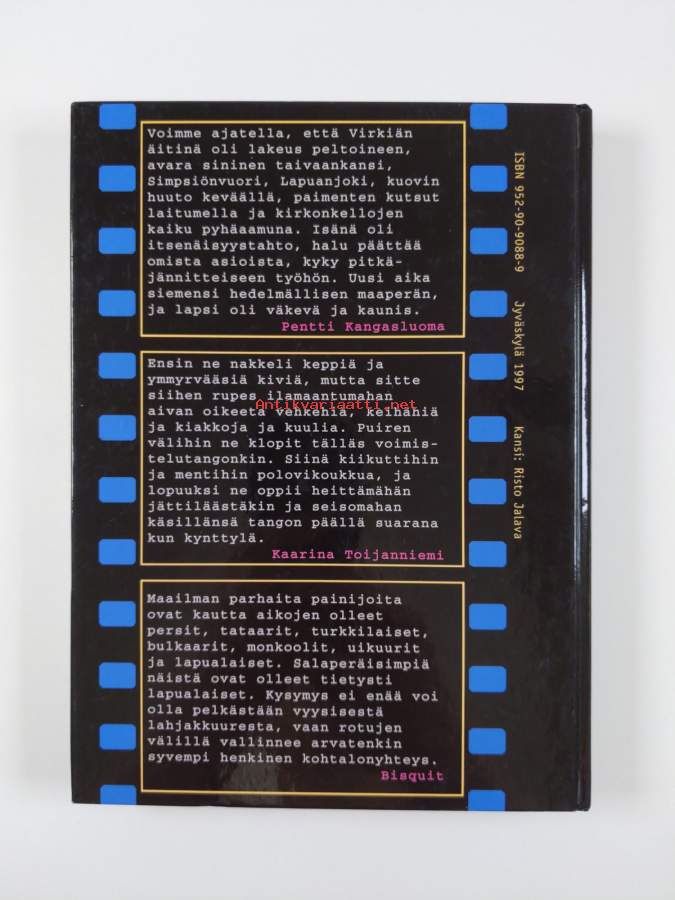 Voimme ajatella, että Virkiän
äitinä oli lakeus peltoineen,
avara sininen taivaankansi,
Simpsiönvuori, Lapuanjoki, kuovin
huuto keväällä, paimenten kutsut
laitumella ja kirkonkellojen
kaiku pyhäaamuna. Isänä oli
itsenäisyystahto, halu päättää
omista asioista, kyky pitkä-
jännitteiseen työhön. Uusi aika
siemensi hedelmällisen maaperän,
ja lapsi oli väkevä ja kaunis.
Pentti Kangasluoma
Ensin ne nakkeli keppiä ja
ymmyrvääsiä kiviä, mutta sitte
siihen rupes ilamaantumahan
aivan oikeeta vehkehiä, keihähiä
ja kiakkoja ja kuulia. Puiren
välihin ne klopit tälläs voimis-
telutangonkin. Siinä kiikuttihin
ja mentihin polovikoukkua, ja
lopuuksi ne oppii heittämähän
jättiläästäkin ja seisomahan
käsillänsä tangon päällä suarana
kun kynttylä.
Kaarina Toijanniemi
Maailman parhaita painijoita
ovat kautta aikojen olleet
persit, tataarit, turkkilaiset,
bulkaarit, monkoolit, uikuurit
ja lapualaiset. Salaperäisimpiä
näistä ovat olleet tietysti
lapualaiset. Kysymys ei enää voi
olla pelkästään vyysisestä
lahjakkuuresta, vaan rotujen
välillä vallinnee arvatenkin
syvempi henkinen kohtalonyhteys.
Bisquit
ISBN 952-90-9088-9 Jyväskylä 1997 Kansi: Risto Jalava
Antikvariaatti.net